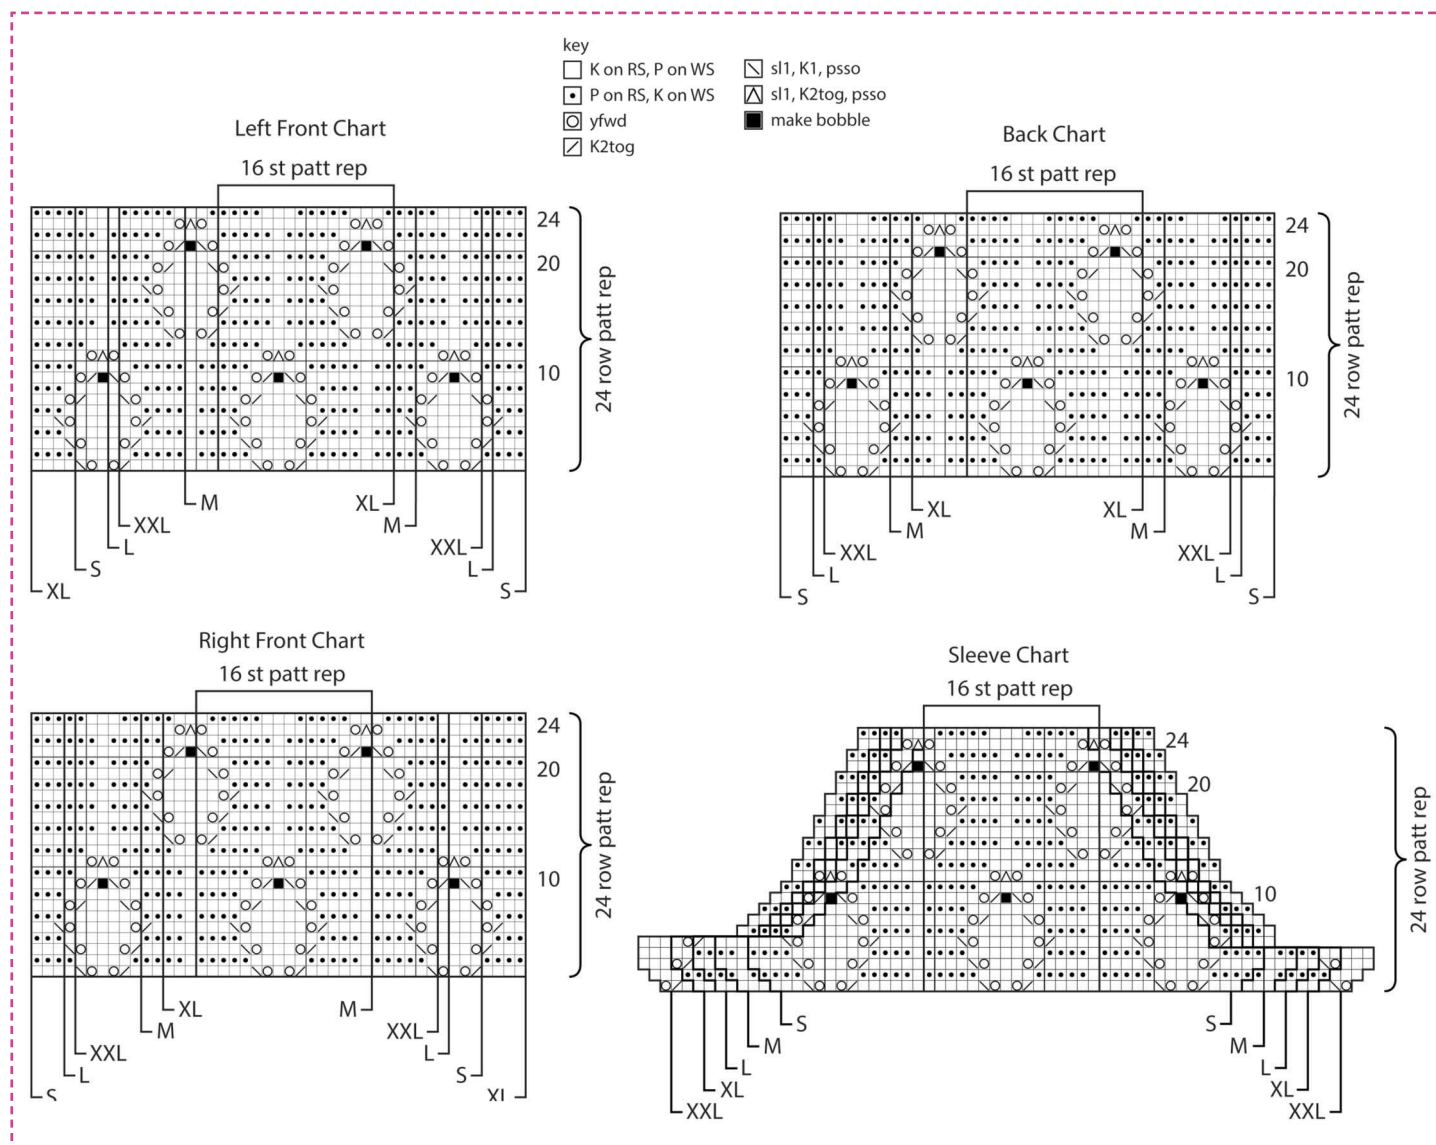 key
K on RS, P on WS
P on RS, K on WS
yfwd
K2tog
sl1, K1, psso
sl1, K2tog, psso
make bobble
Left Front Chart
16 st patt rep
24
20
10
24 row patt rep
M
XL
XXL
M
L
XXL
S
L
XL
S
Back Chart
16 st patt rep
24
20
10
24 row patt rep
XL
XL
M
M
XXL
XXL
L
L
S
S
Right Front Chart
16 st patt rep
24
20
10
24 row patt rep
XL
M
M
XXL
XXL
L
L
S
S
XL
Sleeve Chart
16 st patt rep
24
20
10
24 row patt rep
S
S
M
M
L
L
XL
XL
XXL
XXL